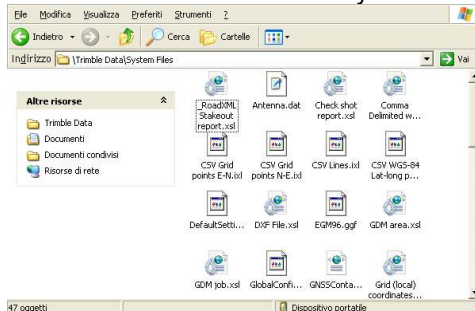 File Modifica Visualizza Preferiti Strumenti ?
Indietro Cerca Cartelle
Indirizzo \Trimble Data\System Files Vai
Altre risorse
Trimble Data
Documenti
Documenti condivisi
Risorse di rete
_RoadXML Stakeout report.xsl
Antenna.dat
Check shot report.xsl
Comma Delimited w...
CSV Grid points E-N.ixl
CSV Grid points N-E.ixl
CSV Lines.ixl
CSV WGS-84 Lat-long p...
DefaultSetti...
DXF File.xsl
EGM96.ggf
GDM area.xsl
GDM job.xsl
GlobalConfi...
GNSSConta...
Grid (local) coordinates...
47 oggetti
Dispositivo portatile